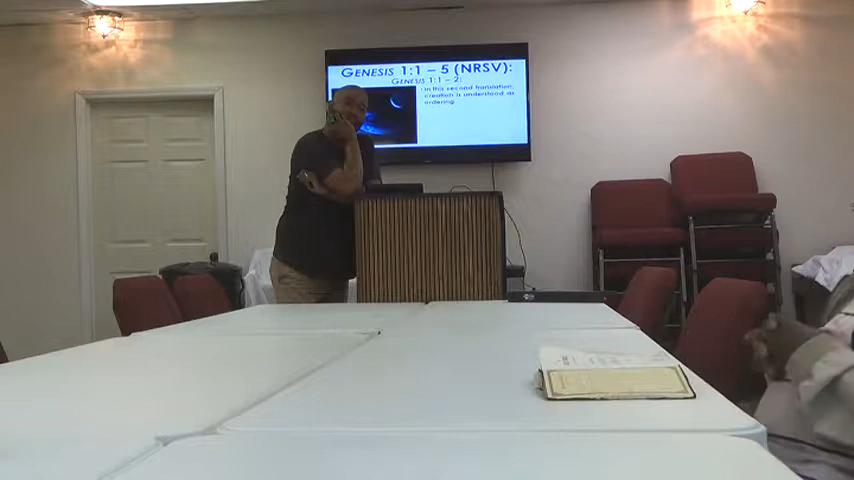 GENESIS 1:1 – 5 (NRSV):
GENESIS 1:1 – 2:
In this second translation,
creation is understood as
ordering.